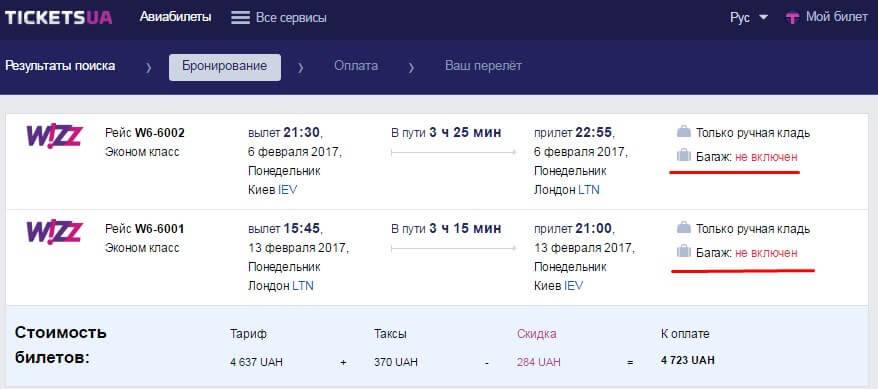 TICKETSUA Авиабилеты Все сервисы Рус Мой билет
Результаты поиска Бронирование Оплата Ваш перелёт
WIZZ Рейс W6-6002 вылет 21:30, В пути 3 ч 25 мин прилет 22:55, Только ручная кладь
Эконом класс 6 февраля 2017, 6 февраля 2017, Багаж: не включен
Понедельник Понедельник
Киев IEV Лондон LTN
WIZZ Рейс W6-6001 вылет 15:45, В пути 3 ч 15 мин прилет 21:00, Только ручная кладь
Эконом класс 13 февраля 2017, 13 февраля 2017, Багаж: не включен
Понедельник Понедельник
Лондон LTN Киев IEV
Стоимость билетов: Тариф Таксы Скидка К оплате
4 637 UAH + 370 UAH - 284 UAH = 4 723 UAH